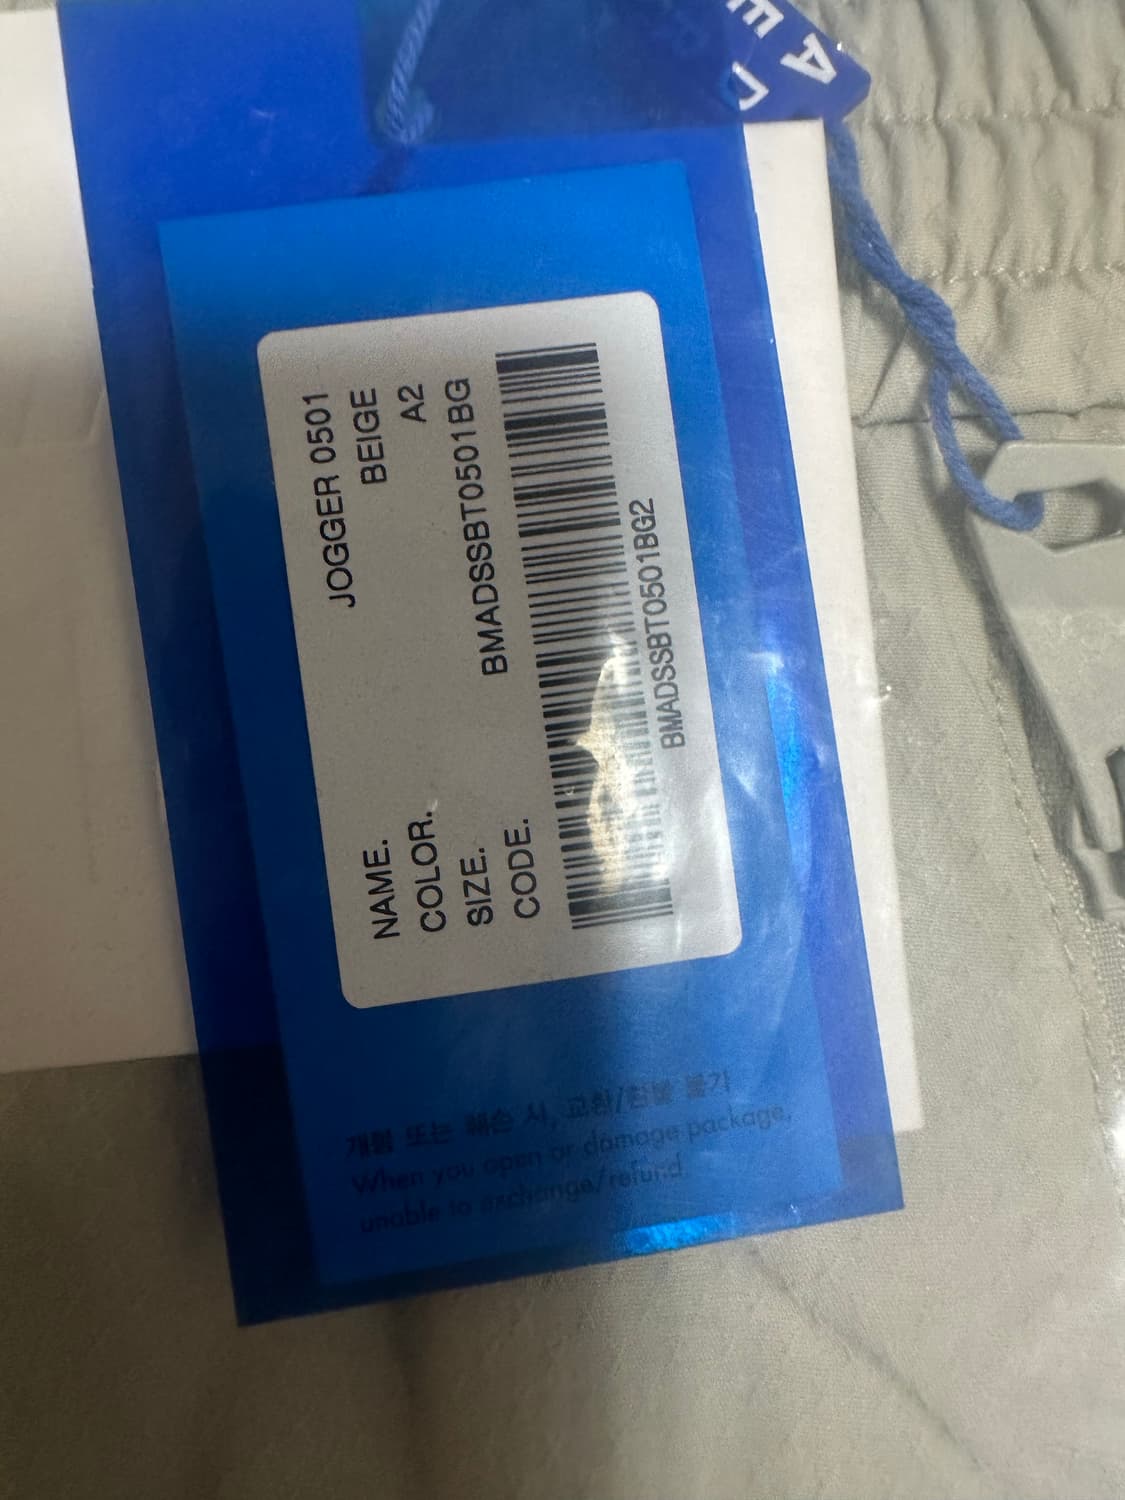 NAME. JOGGER 0501
COLOR. BEIGE
SIZE. A2
CODE. BMADSSBT0501BG
BMADSSBT0501BG2
개봉 또는 훼손 시, 교환/환불 불가
When you open or damage package,
unable to exchange/refund.